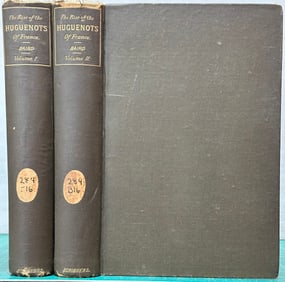 The Rise of the
HUGUENOTS
Of France.
BAIRD
Volume I.
284
B16
SCRIBNERS.
The Rise of the
HUGUENOTS
Of France.
BAIRD
Volume II.
284
B16
SCRIBNERS.